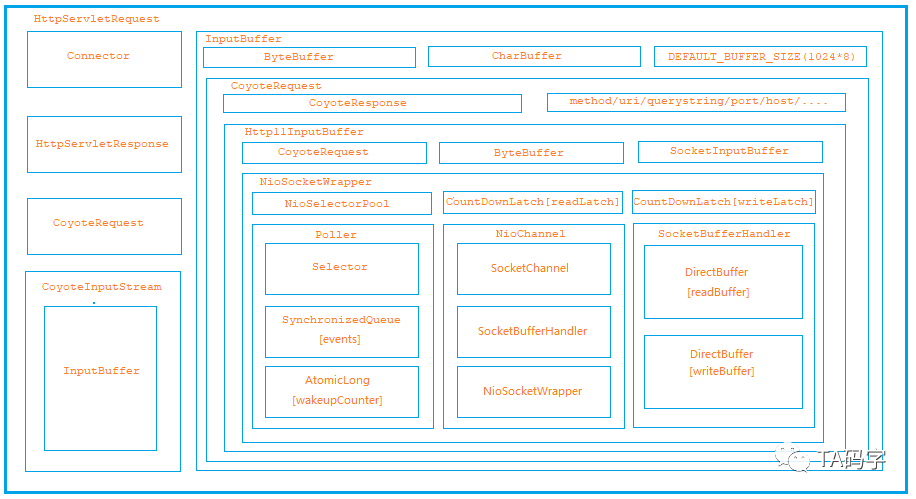 HttpServletRequest
Connector
HttpServletResponse
CoyoteRequest
CoyoteInputStream
InputBuffer
InputBuffer
ByteBuffer
CharBuffer
DEFAULT_BUFFER_SIZE(1024*8)
CoyoteRequest
CoyoteResponse
method/uri/querystring/port/host/....
Http11InputBuffer
CoyoteRequest
ByteBuffer
SocketInputBuffer
NioSocketWrapper
NioSelectorPool
CountDownLatch[readLatch]
CountDownLatch[writeLatch]
Poller
Selector
SynchronizedQueue
[events]
AtomicLong
[wakeupCounter]
NioChannel
SocketChannel
SocketBufferHandler
NioSocketWrapper
SocketBufferHandler
DirectBuffer
[readBuffer]
DirectBuffer
[writeBuffer]
TA码字